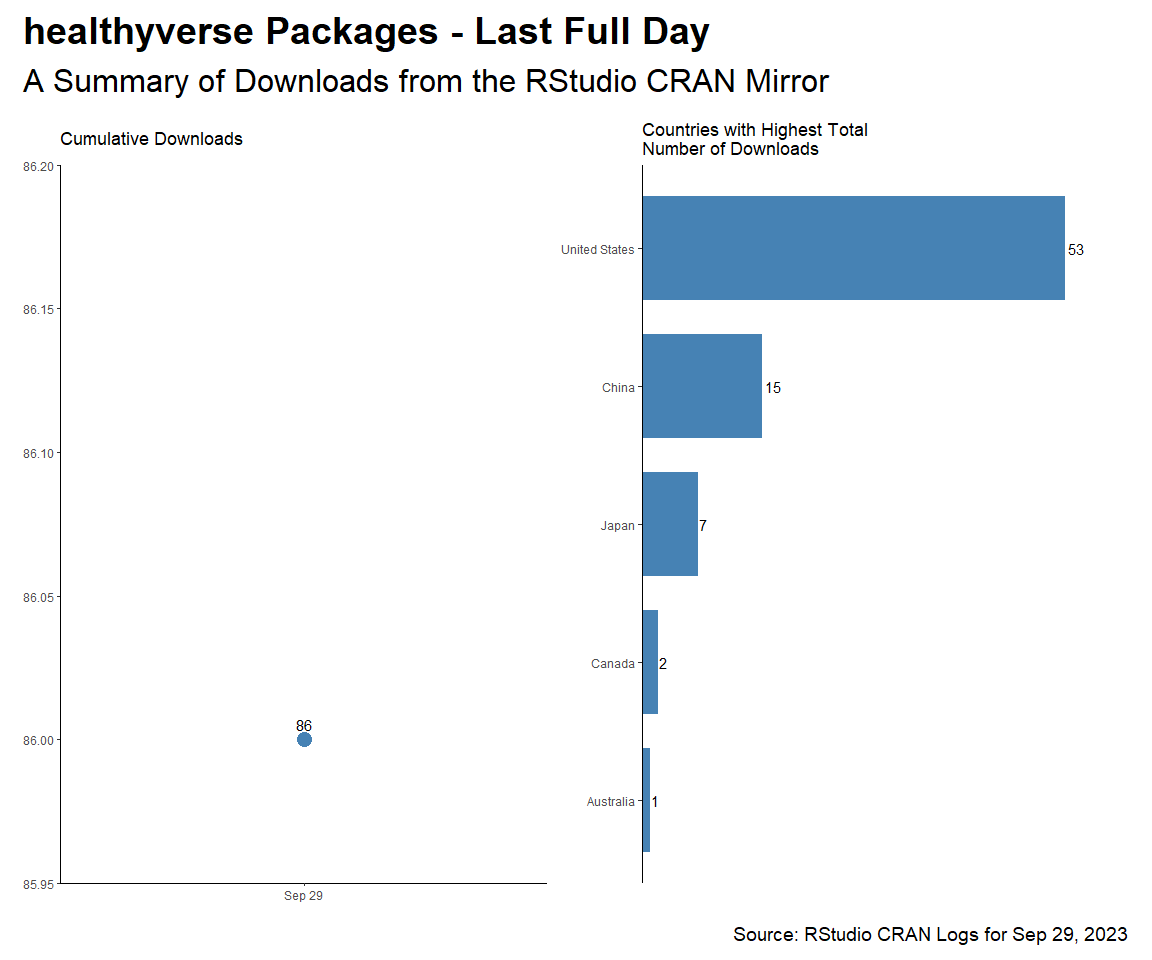 healthyverse Packages - Last Full Day
A Summary of Downloads from the RStudio CRAN Mirror
Cumulative Downloads
86.20
86.15
86.10
86.05
86.00
85.95
86
Sep 29
Countries with Highest Total
Number of Downloads
United States
53
China
15
Japan
7
Canada
2
Australia
1
Source: RStudio CRAN Logs for Sep 29, 2023